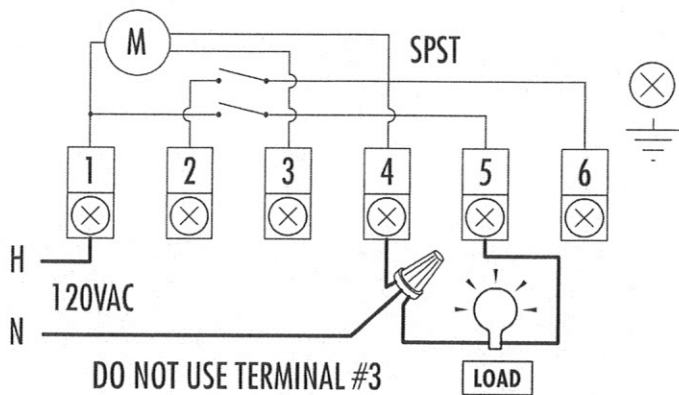 M
SPST
1 2 3 4 5 6
H
120VAC
N
DO NOT USE TERMINAL #3
LOAD